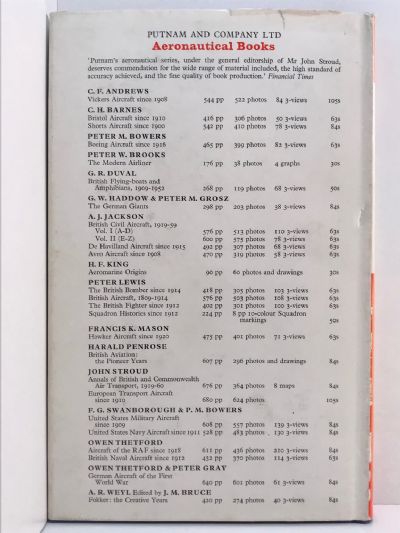 PUTNAM AND COMPANY LTD
Aeronautical Books
'Putnam's aeronautical series, under the general editorship of Mr John Stroud,
deserves commendation for the wide range of material included, the high standard of
accuracy achieved, and the fine quality of book production.' Financial Times
C. F. ANDREWS
Vickers Aircraft since 1908 544 pp 522 photos 84 3-views 105s
C. H. BARNES
Bristol Aircraft since 1910 416 pp 306 photos 50 3-views 63s
Shorts Aircraft since 1900 542 pp 410 photos 78 3-views 84s
PETER M. BOWERS
Boeing Aircraft since 1916 465 pp 399 photos 82 3-views 63s
PETER W. BROOKS
The Modern Airliner 176 pp 38 photos 4 graphs 30s
G. R. DUVAL
British Flying-boats and
Amphibians, 1909-1952 268 pp 119 photos 68 3-views 50s
G. W. HADDOW & PETER M. GROSZ
The German Giants 298 pp 203 photos 38 3-views 84s
A. J. JACKSON
British Civil Aircraft, 1919-59
Vol. I (A-D) 576 pp 513 photos 110 3-views 63s
Vol. II (E-Z) 600 pp 575 photos 78 3-views 63s
De Havilland Aircraft since 1915 492 pp 307 photos 68 3-views 63s
Avro Aircraft since 1908 470 pp 319 photos 58 3-views 63s
H. F. KING
Aeromarine Origins 90 pp 60 photos and drawings 30s
PETER LEWIS
The British Bomber since 1914 418 pp 305 photos 103 3-views 63s
British Aircraft, 1809-1914 576 pp 503 photos 108 3-views 63s
The British Fighter since 1912 402 pp 301 photos 100 3-views 63s
Squadron Histories since 1912 224 pp 8 pp 10-colour Squadron
markings 50s
FRANCIS K. MASON
Hawker Aircraft since 1920 475 pp 401 photos 71 3-views 63s
HARALD PENROSE
British Aviation:
the Pioneer Years 607 pp 296 photos and drawings 84s
JOHN STROUD
Annals of British and Commonwealth
Air Transport, 1919-60 676 pp 364 photos 8 maps 84s
European Transport Aircraft
since 1910 680 pp 624 photos 105s
F. G. SWANBOROUGH & P. M. BOWERS
United States Military Aircraft
since 1909 608 pp 557 photos 139 3-views 84s
United States Navy Aircraft since 1911 528 pp 483 photos 130 3-views 84s
OWEN THETFORD
Aircraft of the RAF since 1918 611 pp 436 photos 210 3-views 84s
British Naval Aircraft since 1912 432 pp 370 photos 114 3-views 63s
OWEN THETFORD & PETER GRAY
German Aircraft of the First
World War 640 pp 601 photos 61 3-views 84s
A. R. WEYL Edited by J. M. BRUCE
Fokker: the Creative Years 420 pp 274 photos 40 3-views 84s